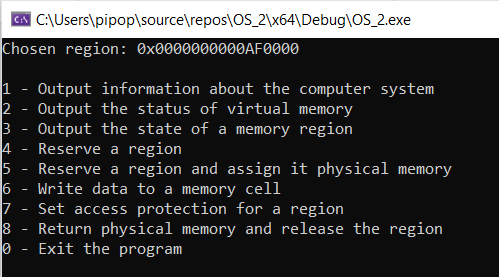 C:\Users\pipop\source\repos\OS_2\x64\Debug\OS_2.exe
Chosen region: 0x0000000000AF0000
1 - Output information about the computer system
2 - Output the status of virtual memory
3 - Output the state of a memory region
4 - Reserve a region
5 - Reserve a region and assign it physical memory
6 - Write data to a memory cell
7 - Set access protection for a region
8 - Return physical memory and release the region
0 - Exit the program